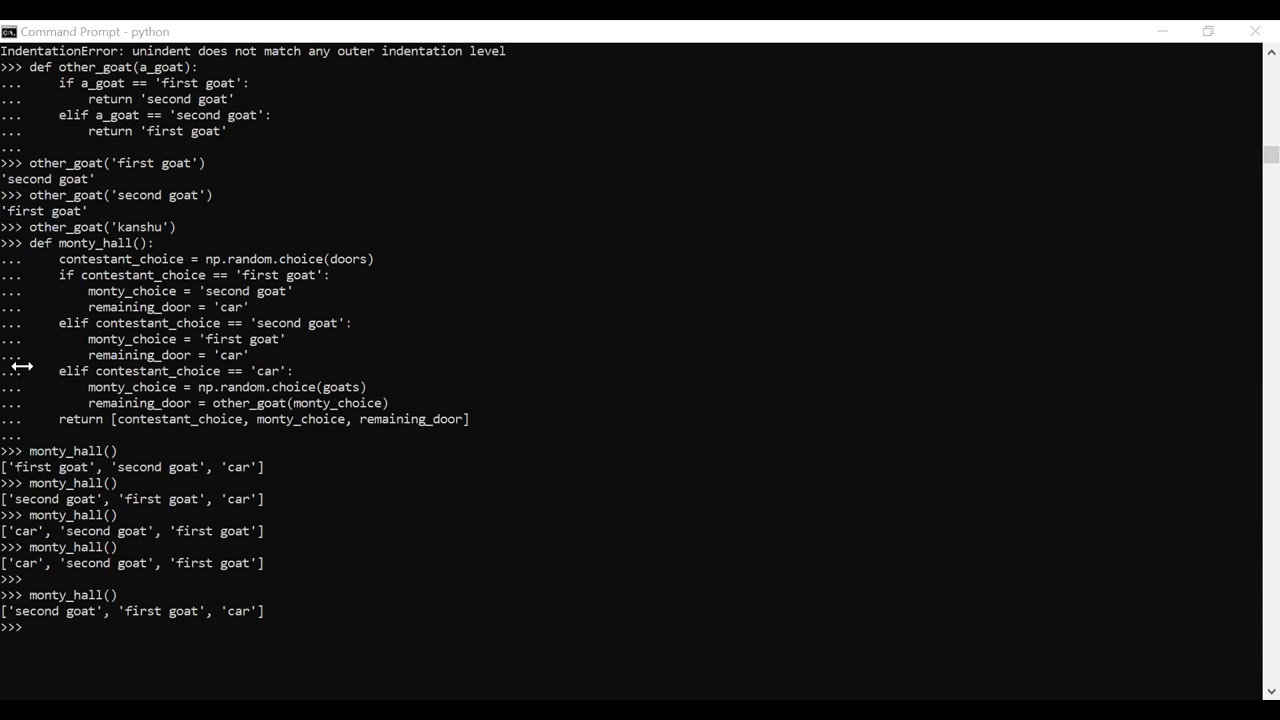 Command Prompt - python
IndentationError: unindent does not match any outer indentation level
>>> def other_goat(a_goat):
...     if a_goat == 'first goat':
...         return 'second goat'
...     elif a_goat == 'second goat':
...         return 'first goat'
...
>>> other_goat('first goat')
'second goat'
>>> other_goat('second goat')
'first goat'
>>> other_goat('kanshu')
>>> def monty_hall():
...     contestant_choice = np.random.choice(doors)
...     if contestant_choice == 'first goat':
...         monty_choice = 'second goat'
...         remaining_door = 'car'
...     elif contestant_choice == 'second goat':
...         monty_choice = 'first goat'
...         remaining_door = 'car'
...     elif contestant_choice == 'car':
...         monty_choice = np.random.choice(goats)
...         remaining_door = other_goat(monty_choice)
...     return [contestant_choice, monty_choice, remaining_door]
...
>>> monty_hall()
['first goat', 'second goat', 'car']
>>> monty_hall()
['second goat', 'first goat', 'car']
>>> monty_hall()
['car', 'second goat', 'first goat']
>>> monty_hall()
['car', 'second goat', 'first goat']
>>>
>>> monty_hall()
['second goat', 'first goat', 'car']
>>>